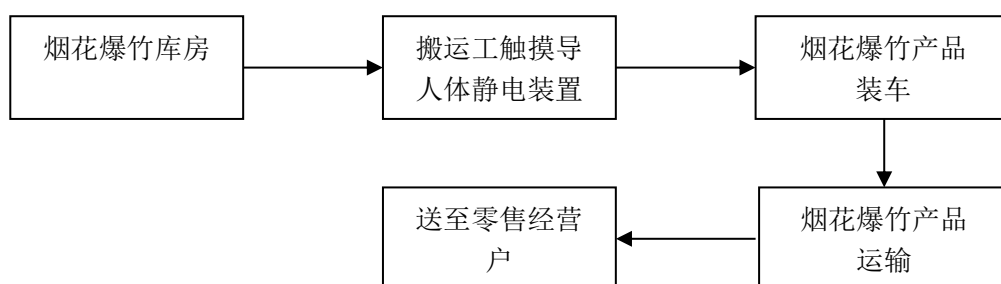 烟花爆竹库房
搬运工触摸导
人体静电装置
烟花爆竹产品
装车
烟花爆竹产品
运输
送至零售经营
户